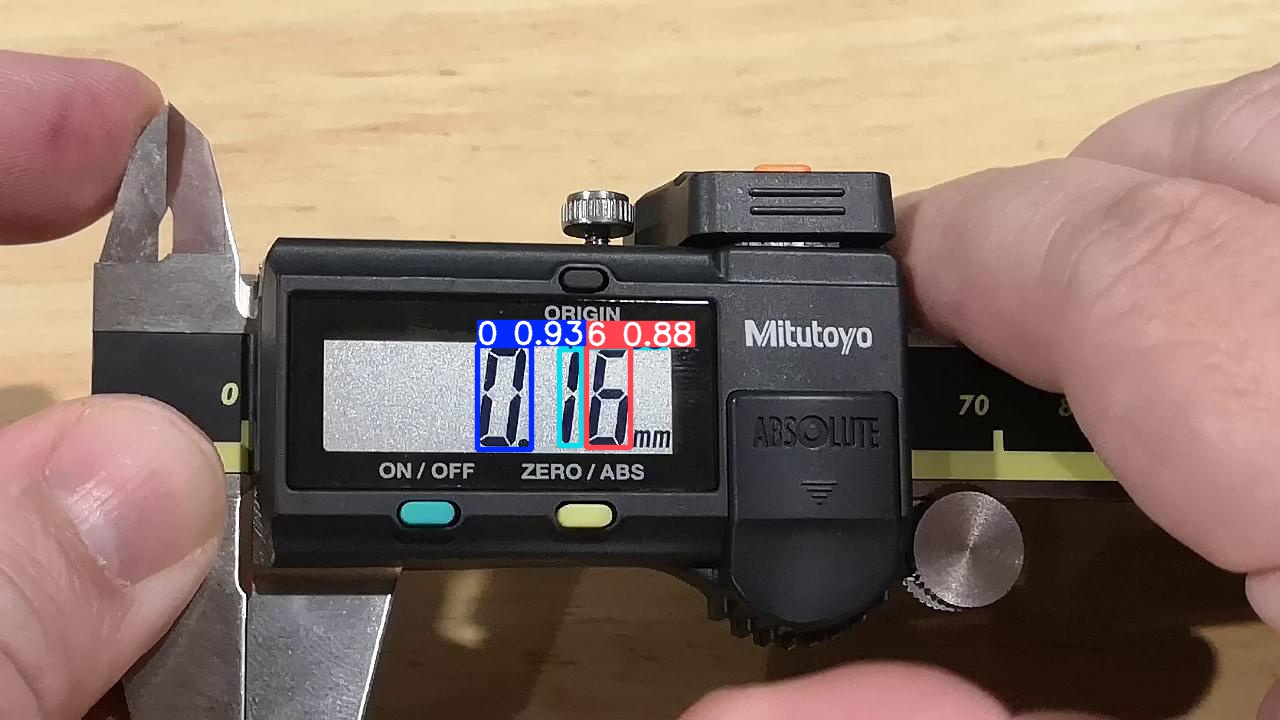 ORIGIN
0 0.93 6 0.88
Mitutoyo
0.16 mm
0
70
ABSOLUTE
ON / OFF
ZERO / ABS